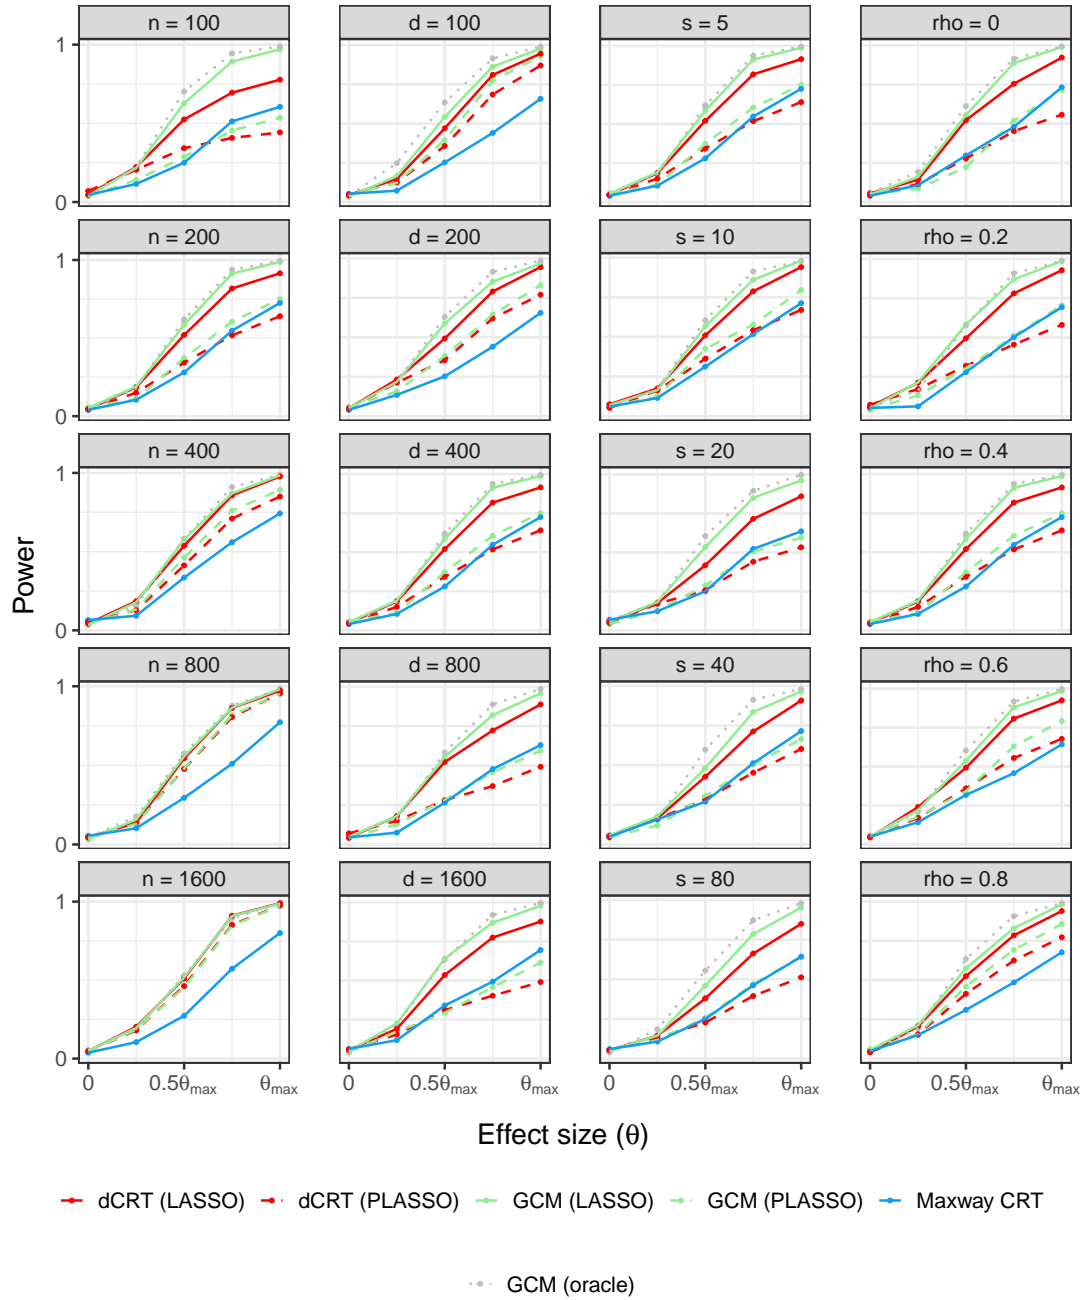 n = 100 d = 100 s = 5 rho = 0
1
0
n = 200 d = 200 s = 10 rho = 0.2
1
0
n = 400 d = 400 s = 20 rho = 0.4
1
0
n = 800 d = 800 s = 40 rho = 0.6
1
0
n = 1600 d = 1600 s = 80 rho = 0.8
1
0
Power
0 0.5θmax θmax 0 0.5θmax θmax 0 0.5θmax θmax 0 0.5θmax θmax
Effect size (θ)
dCRT (LASSO) dCRT (PLASSO) GCM (LASSO) GCM (PLASSO) Maxway CRT
GCM (oracle)